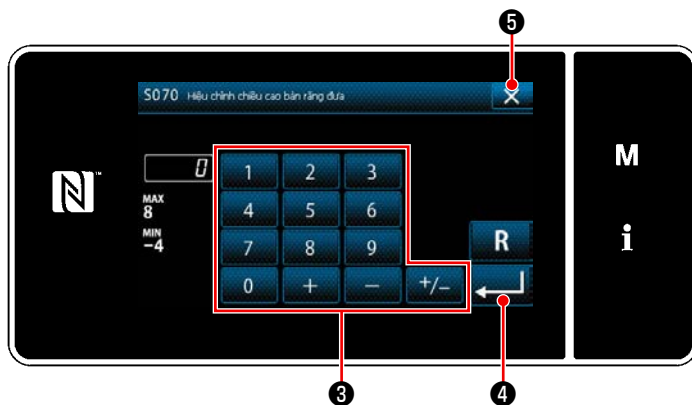 ❺
S070 Hiệu chỉnh chiều cao bàn răng đưa
X
0
MAX
8
MIN
-4
1 2 3
4 5 6
7 8 9
0 + − +/−
R
N™
M
i
❸
❹